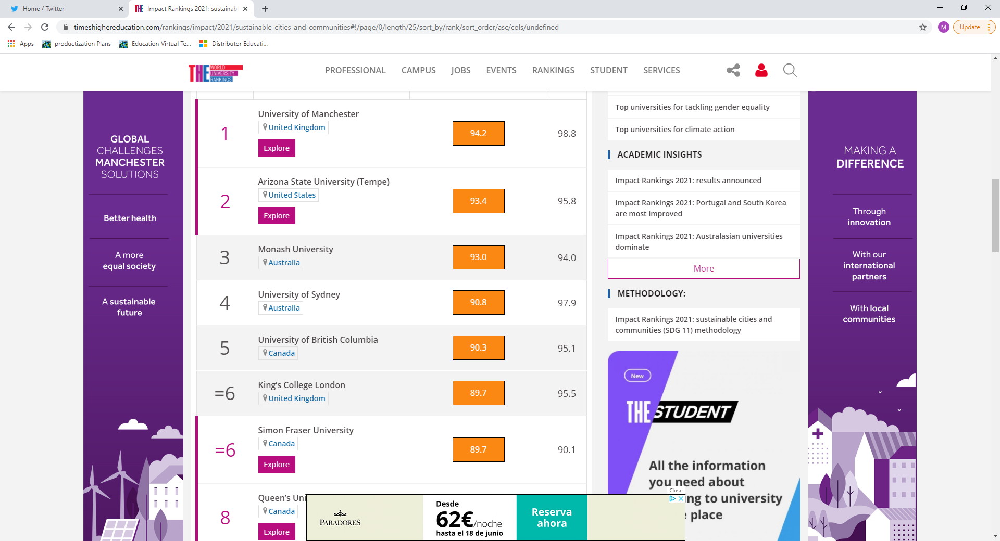 Home / Twitter
THE Impact Rankings 2021: sustainab
timeshighereducation.com/rankings/impact/2021/sustainable-cities-and-communities#!/page/0/length/25/sort_by/rank/sort_order/asc/cols/undefined
M
Update
Apps
productization Plans
Education Virtual Te...
Distributor Educati...
THE WORLD UNIVERSITY RANKINGS
PROFESSIONAL
CAMPUS
JOBS
EVENTS
RANKINGS
STUDENT
SERVICES
GLOBAL
CHALLENGES
MANCHESTER
SOLUTIONS
Better health
A more
equal society
A sustainable
future
1
University of Manchester
United Kingdom
Explore
94.2
98.8
2
Arizona State University (Tempe)
United States
Explore
93.4
95.8
3
Monash University
Australia
93.0
94.0
4
University of Sydney
Australia
90.8
97.9
5
University of British Columbia
Canada
90.3
95.1
=6
King’s College London
United Kingdom
89.7
95.5
=6
Simon Fraser University
Canada
Explore
89.7
90.1
8
Queen’s Uni
Canada
Explore
Top universities for tackling gender equality
Top universities for climate action
ACADEMIC INSIGHTS
Impact Rankings 2021: results announced
Impact Rankings 2021: Portugal and South Korea
are most improved
Impact Rankings 2021: Australasian universities
dominate
More
METHODOLOGY:
Impact Rankings 2021: sustainable cities and
communities (SDG 11) methodology
New
THE STUDENT
All the information
you need about
ing to university
place
MAKING A
DIFFERENCE
Through
innovation
With our
international
partners
With local
communities
Close
PARADORES
Desde
62€/noche
hasta el 18 de junio
Reserva
ahora